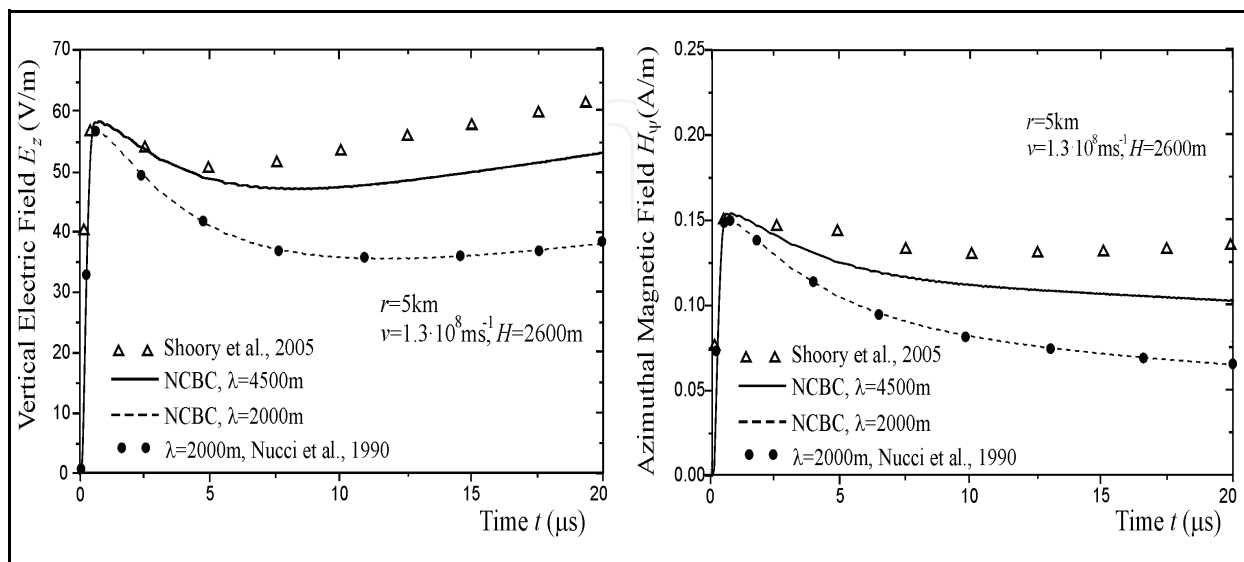 Vertical Electric Field Ez (V/m)
70
60
50
40
30
20
10
0
r=5km
v=1.3·10⁸ms⁻¹, H=2600m
Shoory et al., 2005
NCBC, λ=4500m
NCBC, λ=2000m
λ=2000m, Nucci et al., 1990
0 5 10 15 20
Time t (μs)
Azimuthal Magnetic Field HΨ (A/m)
0.25
0.20
0.15
0.10
0.05
0.00
r=5km
v=1.3·10⁸ms⁻¹, H=2600m
Shoory et al., 2005
NCBC, λ=4500m
NCBC, λ=2000m
λ=2000m, Nucci et al., 1990
0 5 10 15 20
Time t (μs)